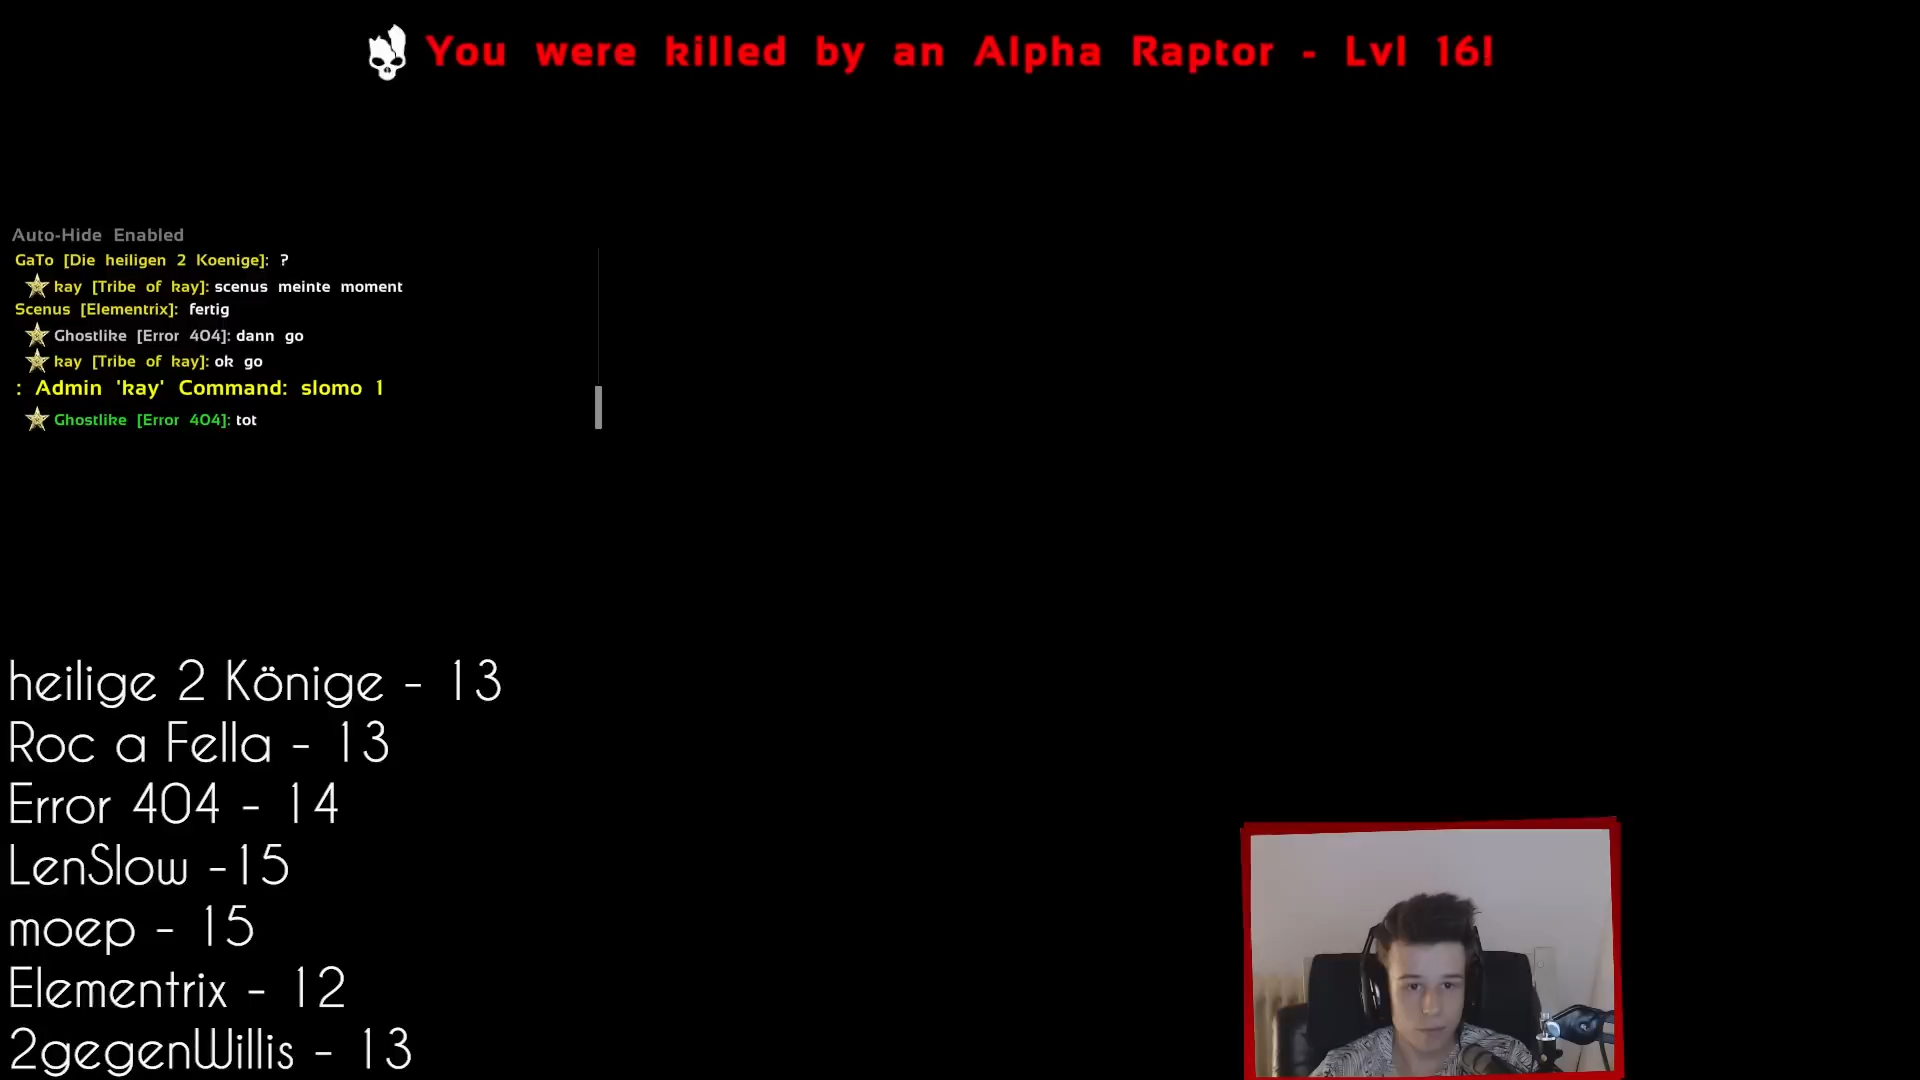 You were killed by an Alpha Raptor - Lvl 16!
Auto-Hide Enabled
GaTo [Die heiligen 2 Koenige]: ?
kay [Tribe of kay]: scenus meinte moment
Scenus [Elementrix]: fertig
Ghostlike [Error 404]: dann go
kay [Tribe of kay]: ok go
: Admin 'kay' Command: slomo 1
Ghostlike [Error 404]: tot
heilige 2 Könige - 13
Roc a Fella - 13
Error 404 - 14
LenSlow -15
moep - 15
Elementrix - 12
2gegenWillis - 13